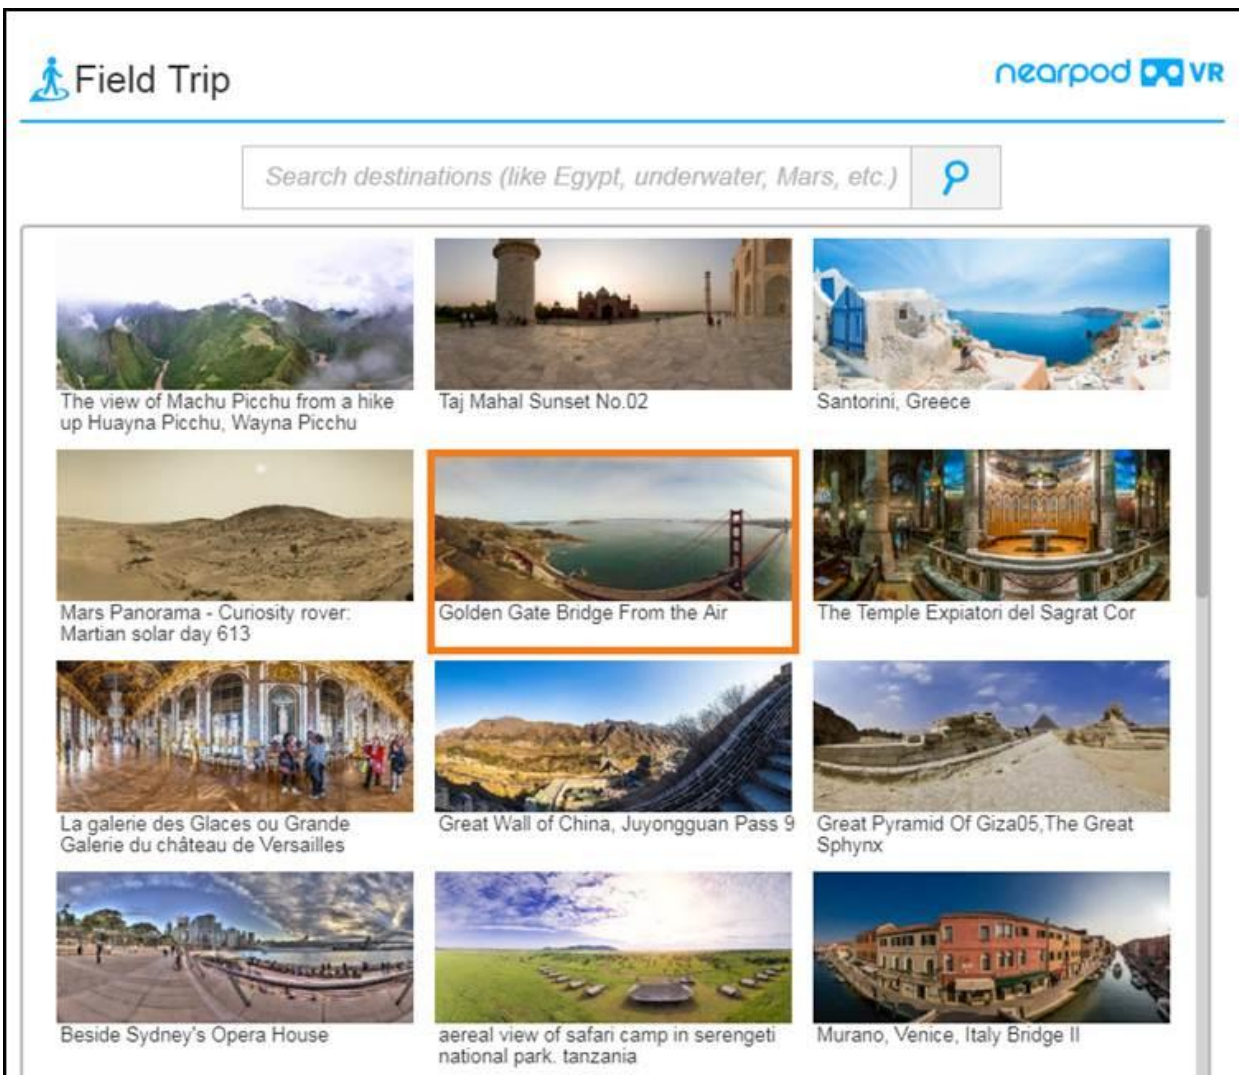 Field Trip
nearpod VR
Search destinations (like Egypt, underwater, Mars, etc.)
The view of Machu Picchu from a hike
up Huayna Picchu, Wayna Picchu
Taj Mahal Sunset No.02
Santorini, Greece
Mars Panorama - Curiosity rover:
Martian solar day 613
Golden Gate Bridge From the Air
The Temple Expiatori del Sagrat Cor
La galerie des Glaces ou Grande
Galerie du château de Versailles
Great Wall of China, Juyongguan Pass 9
Great Pyramid Of Giza05,The Great
Sphynx
Beside Sydney's Opera House
aereal view of safari camp in serengeti
national park. tanzania
Murano, Venice, Italy Bridge II